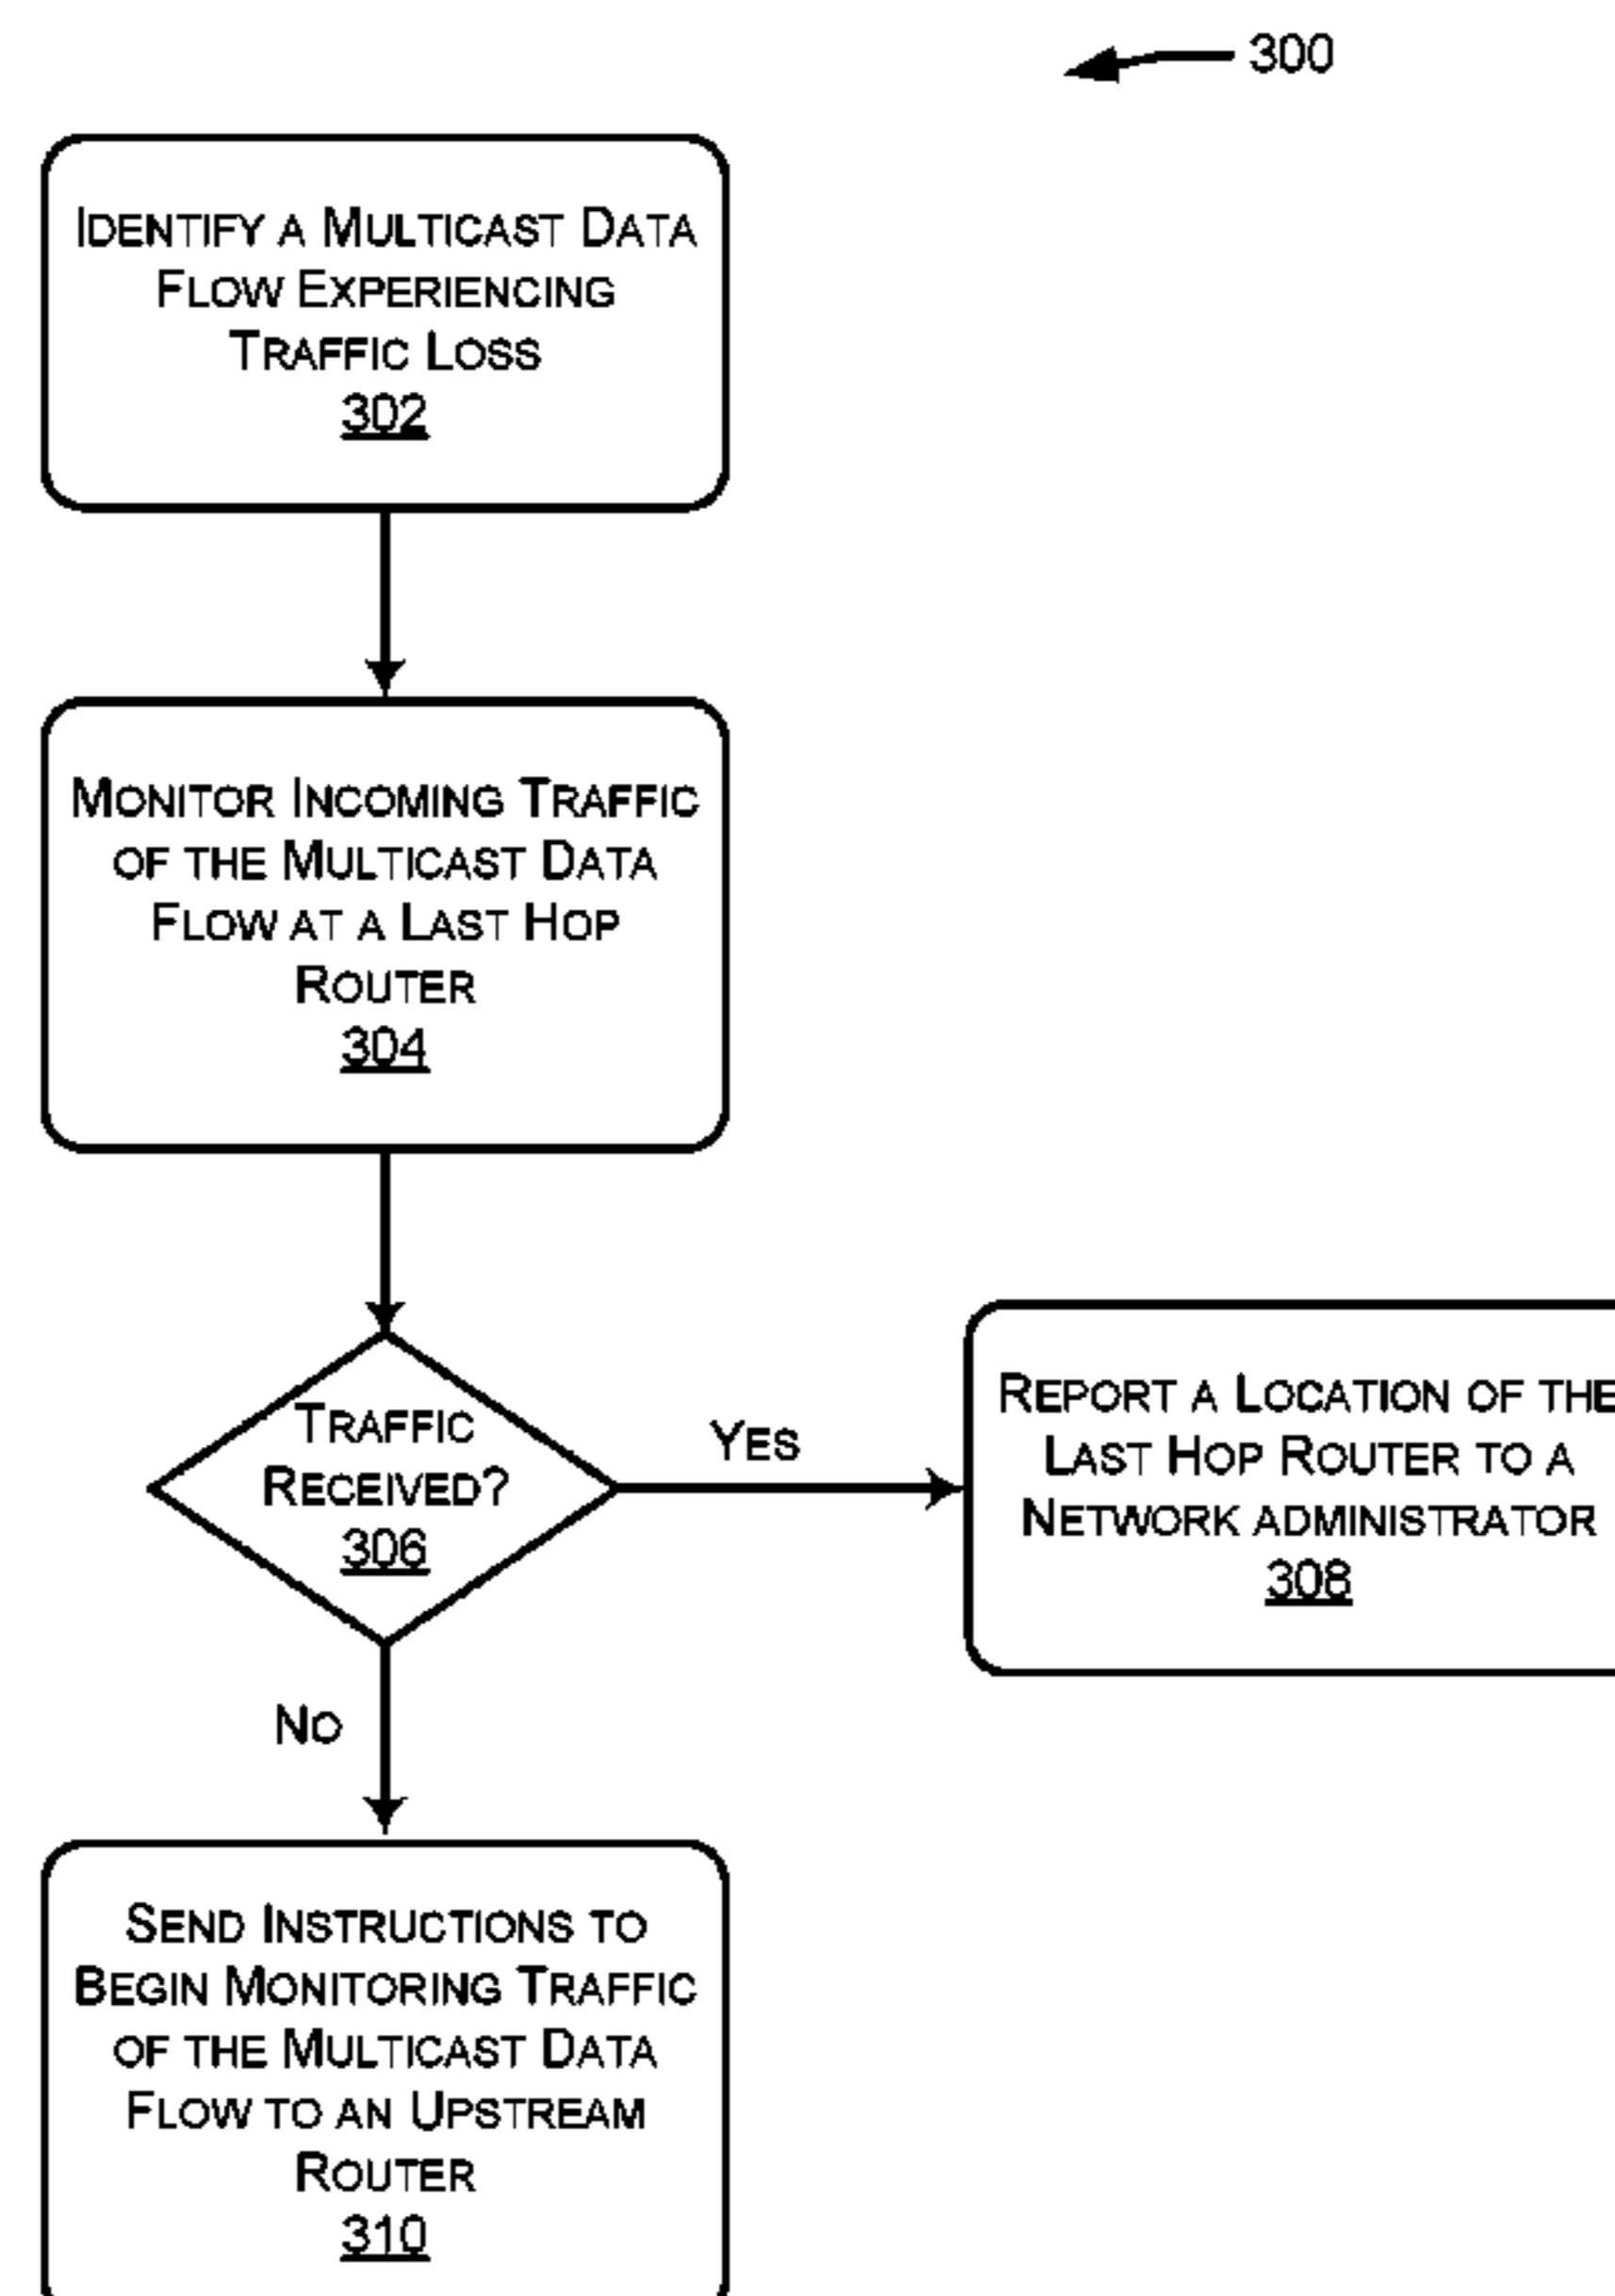 300
IDENTIFY A MULTICAST DATA
FLOW EXPERIENCING
TRAFFIC LOSS
302
MONITOR INCOMING TRAFFIC
OF THE MULTICAST DATA
FLOW AT A LAST HOP
ROUTER
304
TRAFFIC
RECEIVED?
306
YES
REPORT A LOCATION OF THE
LAST HOP ROUTER TO A
NETWORK ADMINISTRATOR
308
NO
SEND INSTRUCTIONS TO
BEGIN MONITORING TRAFFIC
OF THE MULTICAST DATA
FLOW TO AN UPSTREAM
ROUTER
310